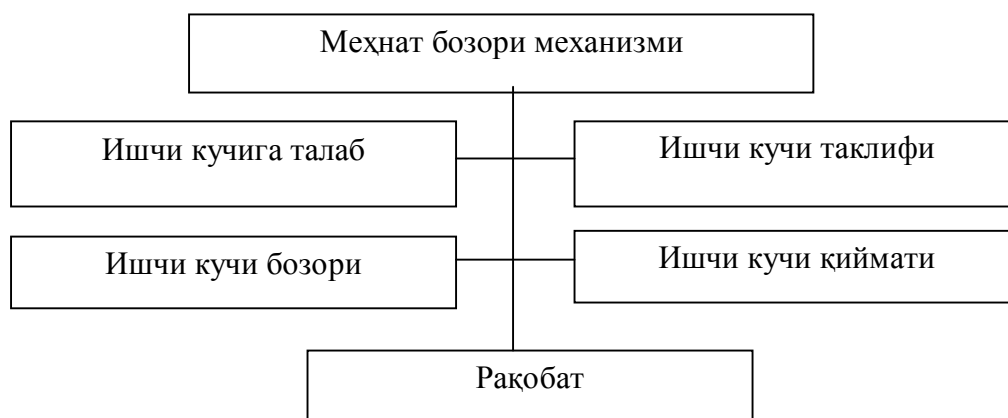 Меҳнат бозори механизми
Ишчи кучига талаб
Ишчи кучи таклифи
Ишчи кучи бозори
Ишчи кучи қиймати
Рақобат